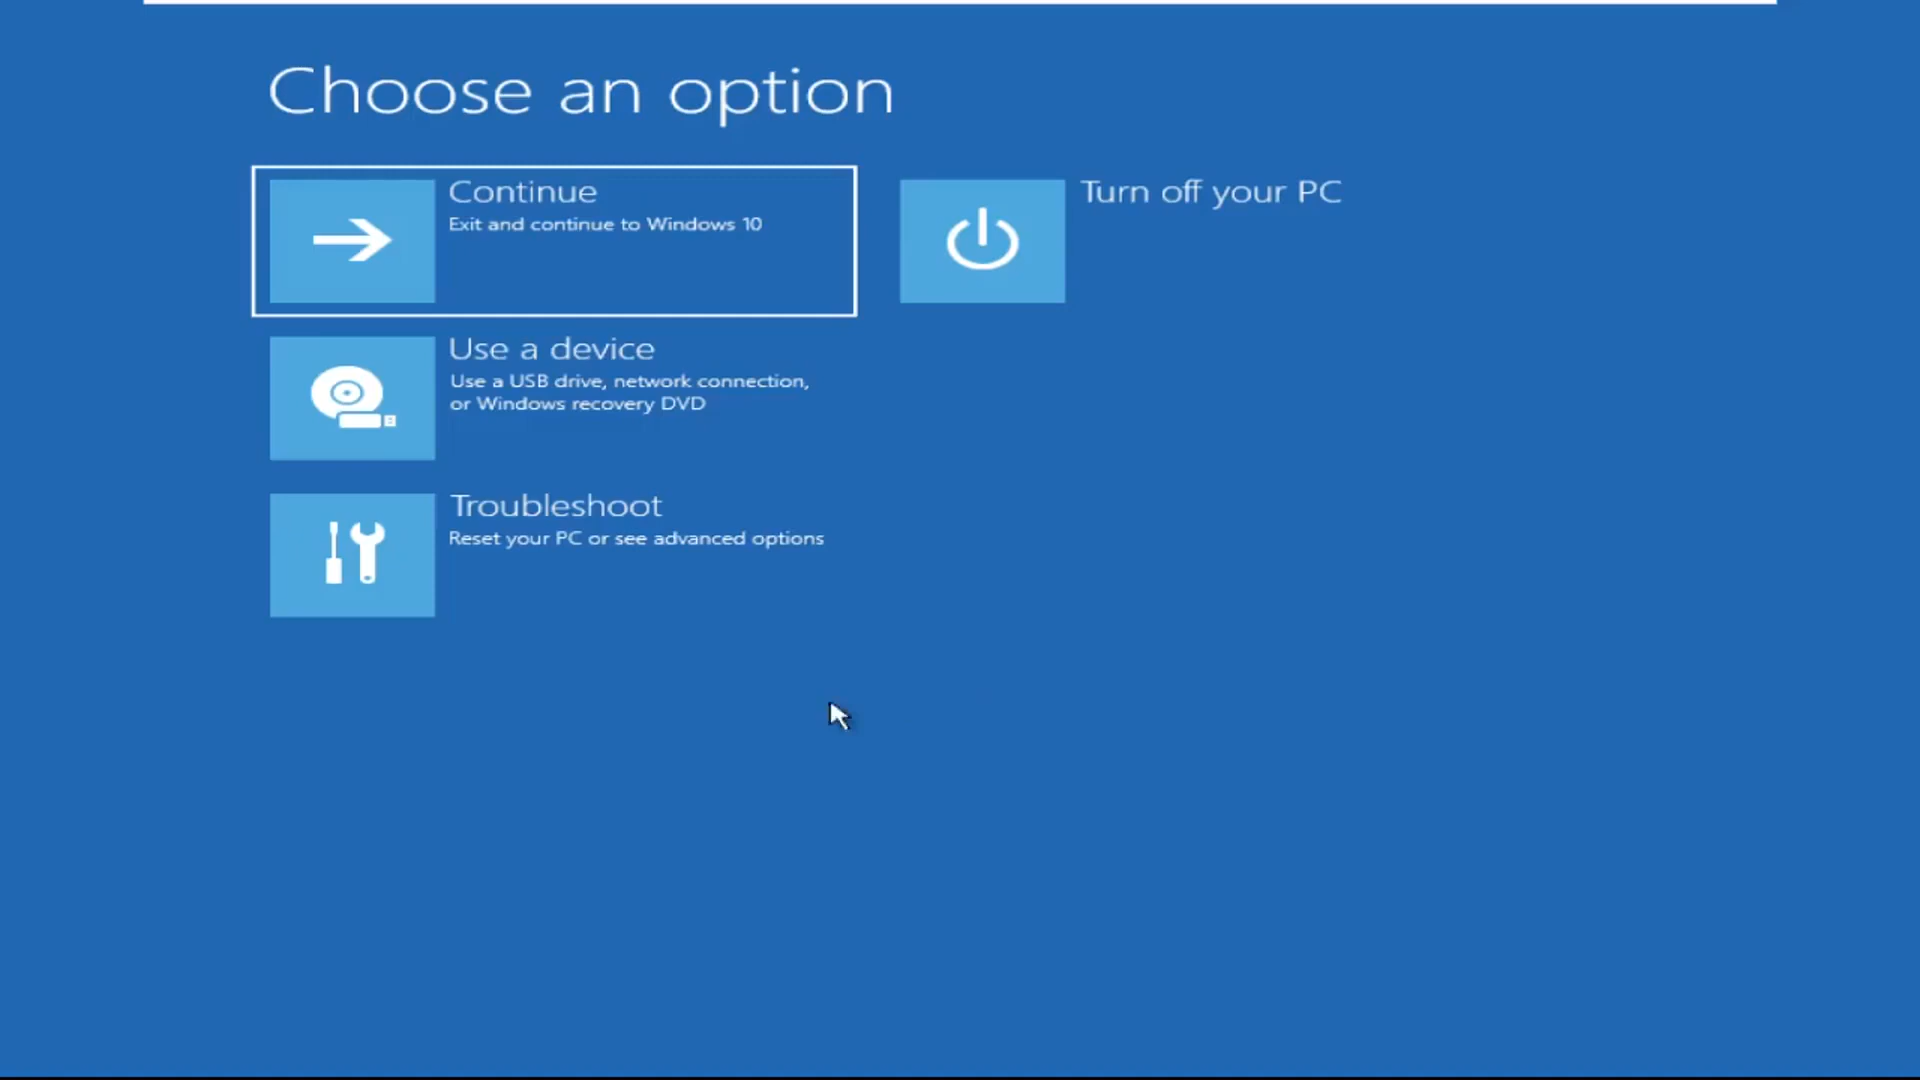 Choose an option
Continue
Exit and continue to Windows 10
Turn off your PC
Use a device
Use a USB drive, network connection,
or Windows recovery DVD
Troubleshoot
Reset your PC or see advanced options